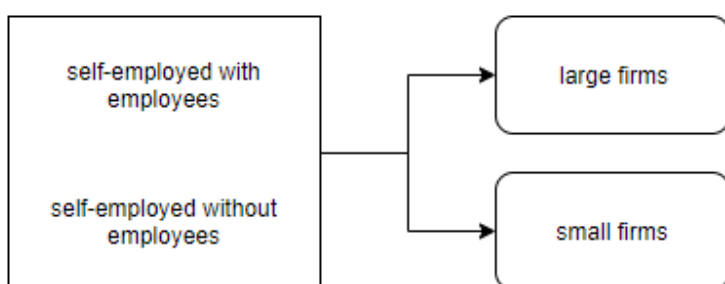 self-employed with
employees
large firms
self-employed without
employees
small firms